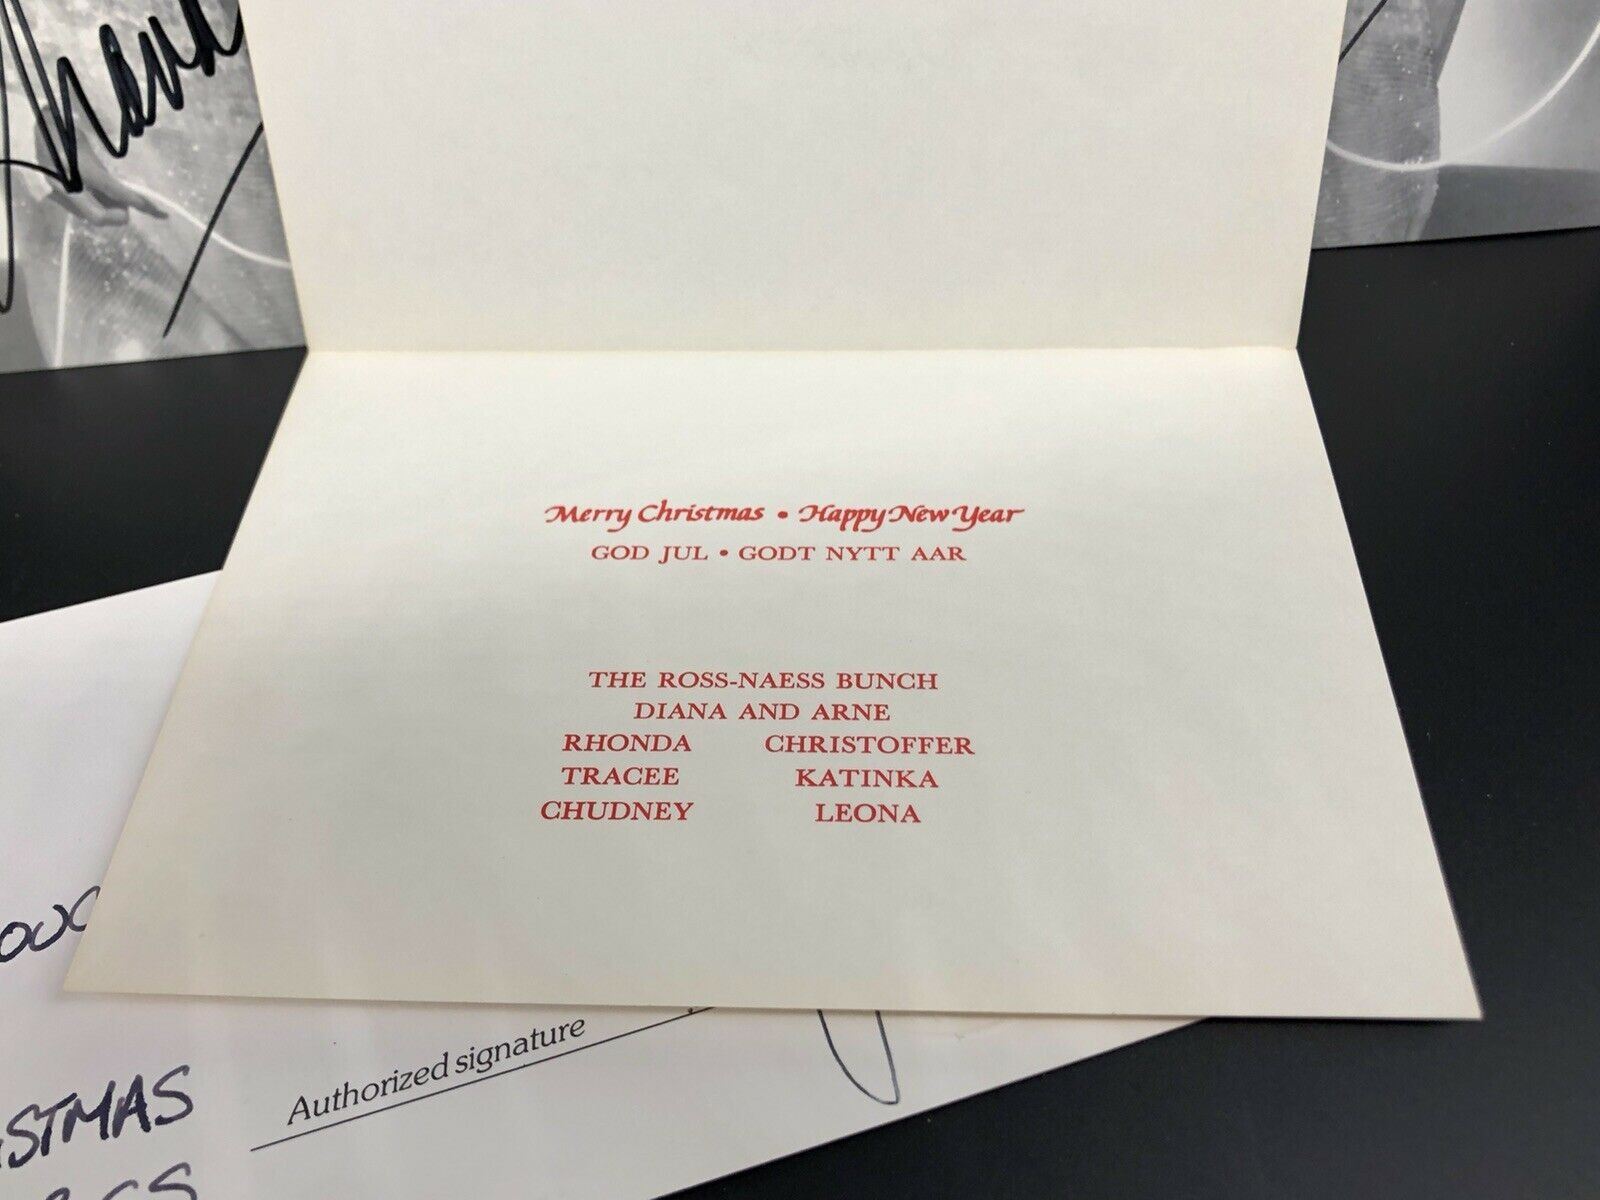 Merry Christmas • Happy New Year
GOD JUL • GODT NYTT AAR
THE ROSS-NAESS BUNCH
DIANA AND ARNE
RHONDA CHRISTOFFER
TRACEE KATINKA
CHUDNEY LEONA
Authorized signature
STMAS